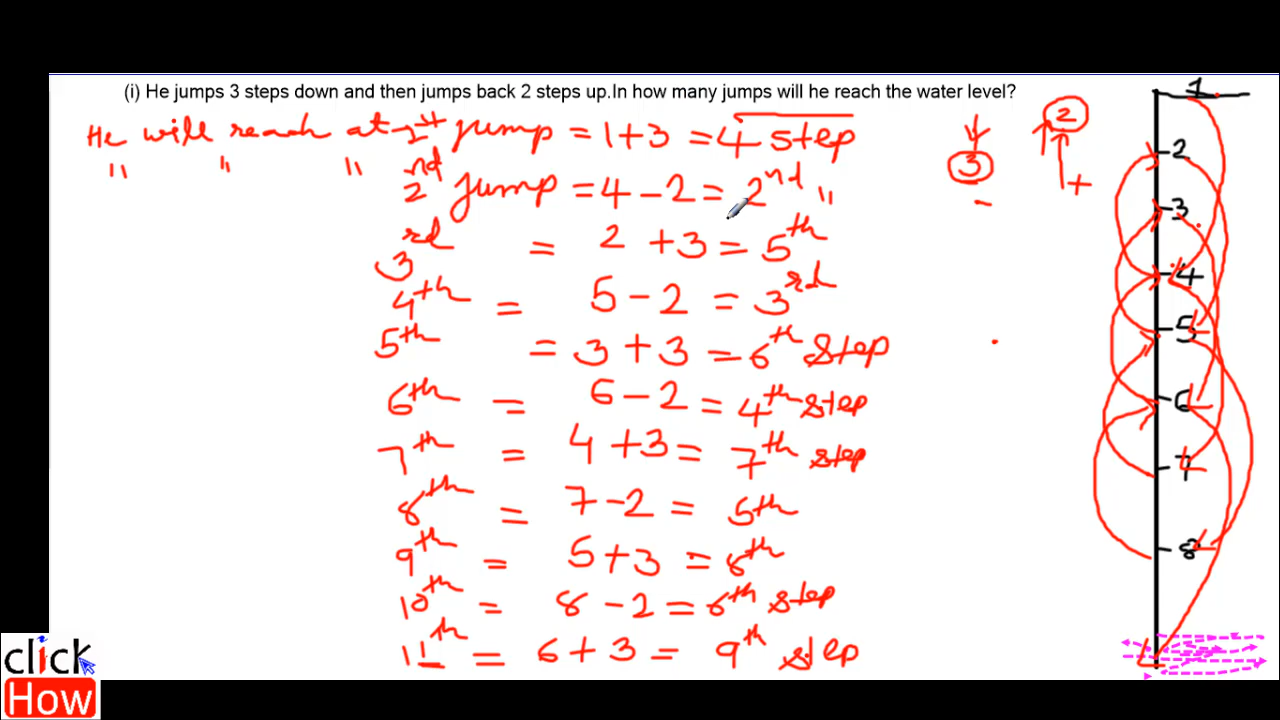 (i) He jumps 3 steps down and then jumps back 2 steps up.In how many jumps will he reach the water level?
He will reach at 1st jump = 1+3 = 4 step
" " " 2nd jump = 4 - 2 = 2nd "
3rd = 2 + 3 = 5th
4th = 5 - 2 = 3rd
5th = 3 + 3 = 6th step
6th = 6 - 2 = 4th step
7th = 4 + 3 = 7th step
8th = 7 - 2 = 5th
9th = 5 + 3 = 8th
10th = 8 - 2 = 6th step
11th = 6 + 3 = 9th step
3
-
2
+
1
2
3
4
5
6
7
8
click
How